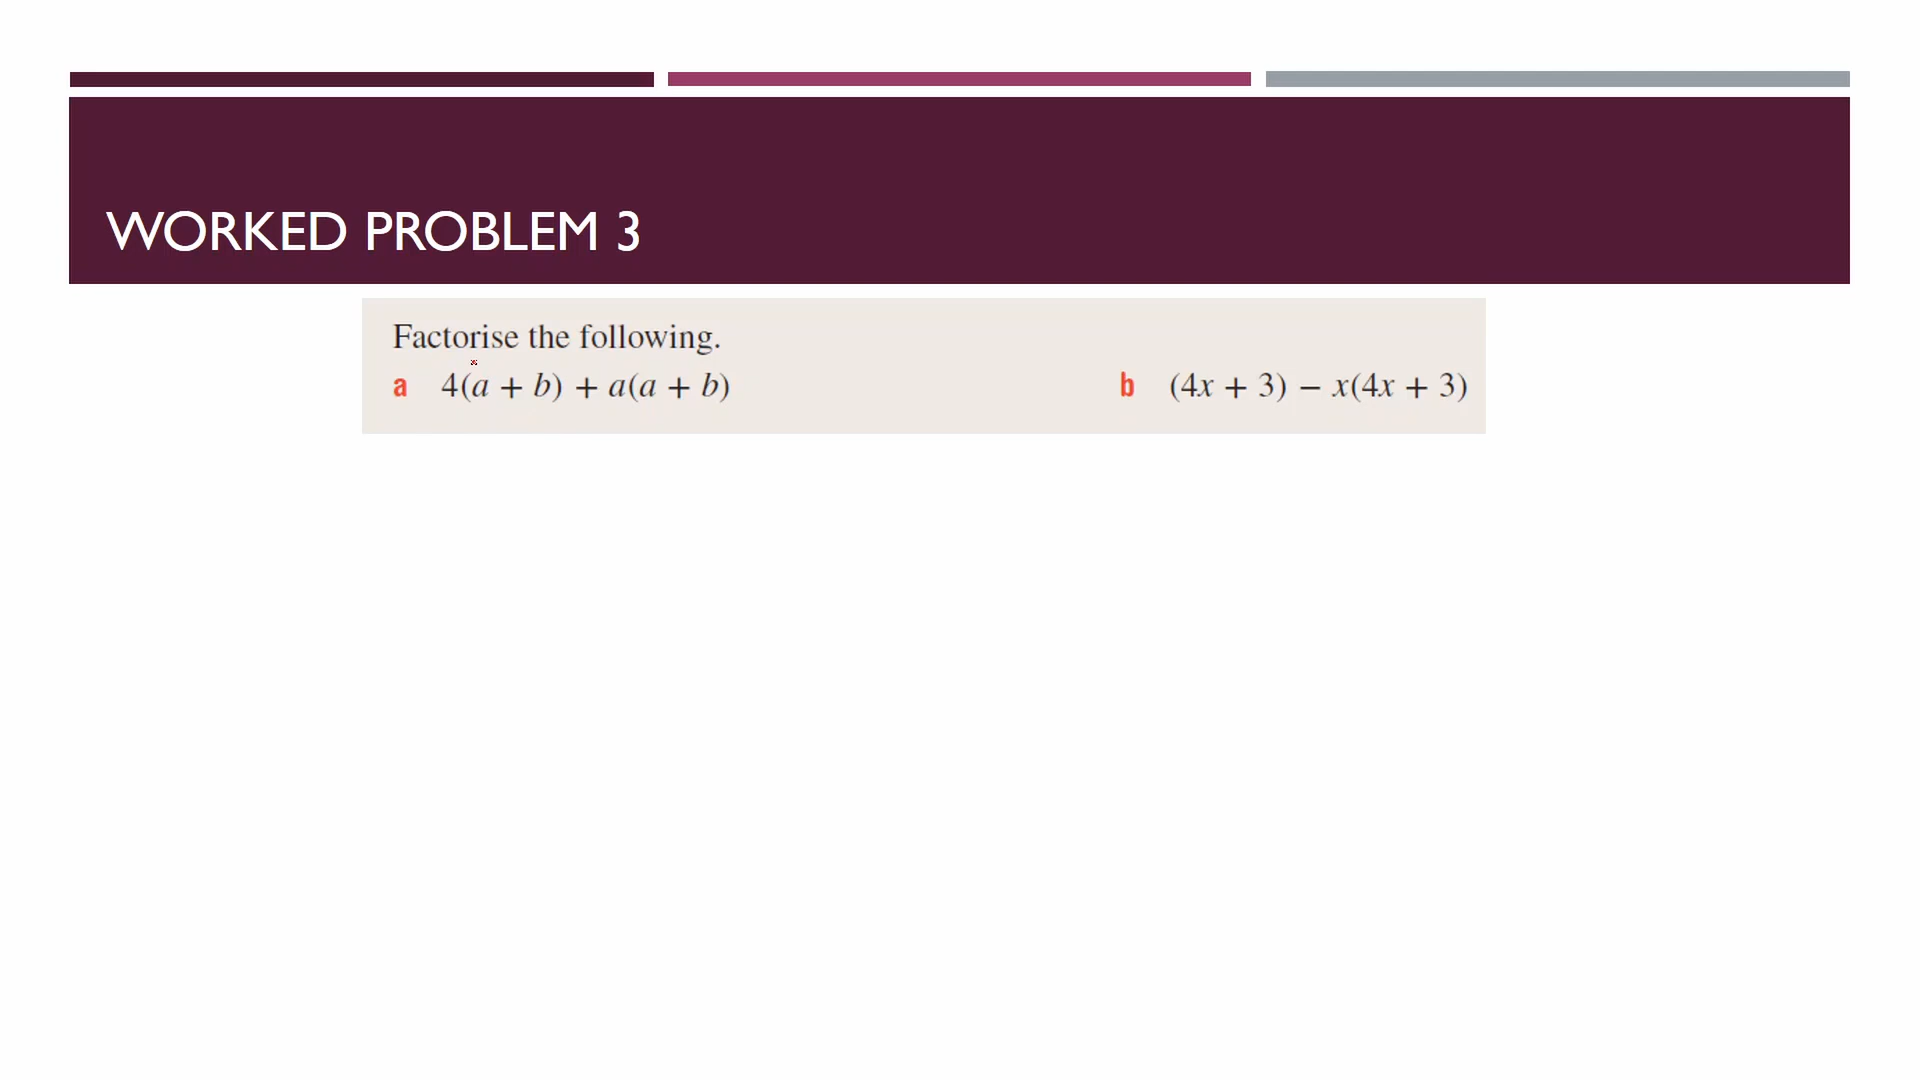 WORKED PROBLEM 3
Factorise the following.
a 4(a + b) + a(a + b) b (4x + 3) − x(4x + 3)